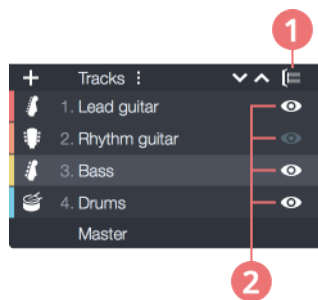 1
Tracks
1. Lead guitar
2. Rhythm guitar
3. Bass
4. Drums
Master
2